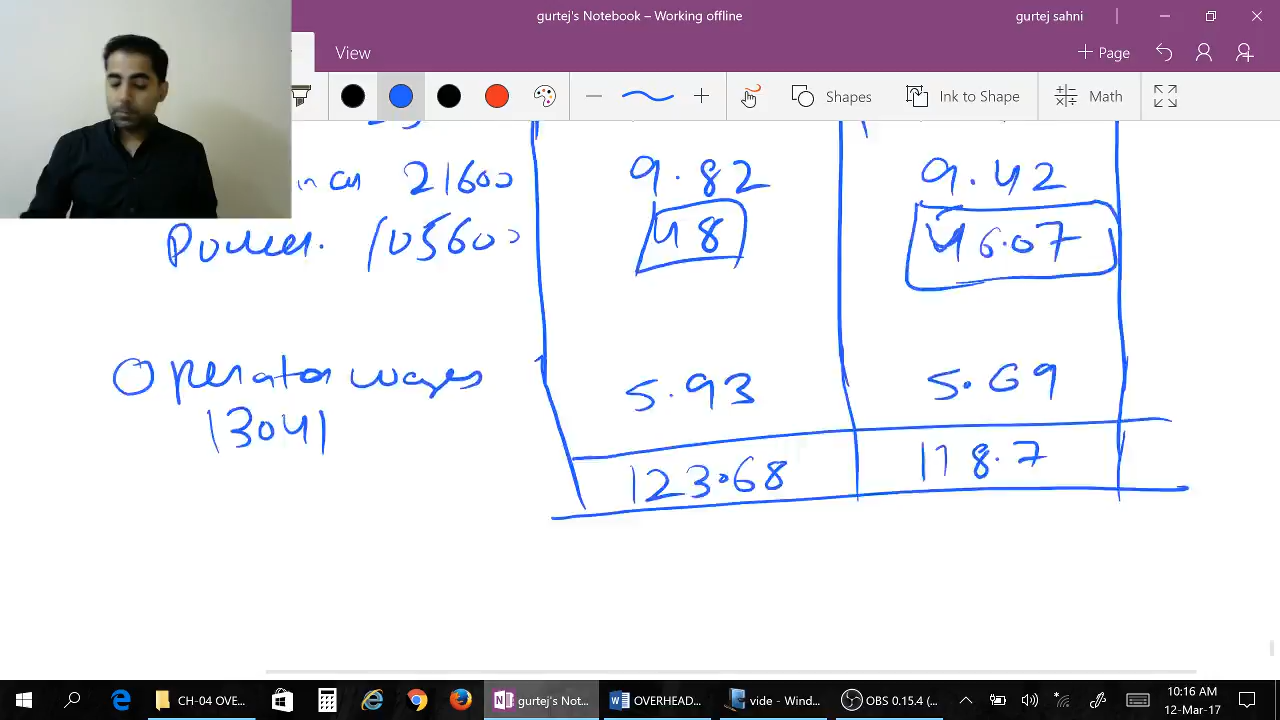 gurtej's Notebook – Working offline
gurtej sahni
View
Page
Shapes
Ink to Shape
Math
21600 9.82 9.42
Power. 105600 48 46.07
Operator wages 5.93 5.69
13041
123.68 118.7
CH-04 OVE...
gurtej's Not...
OVERHEAD...
vide - Wind...
OBS 0.15.4 (...
10:16 AM
12-Mar-17